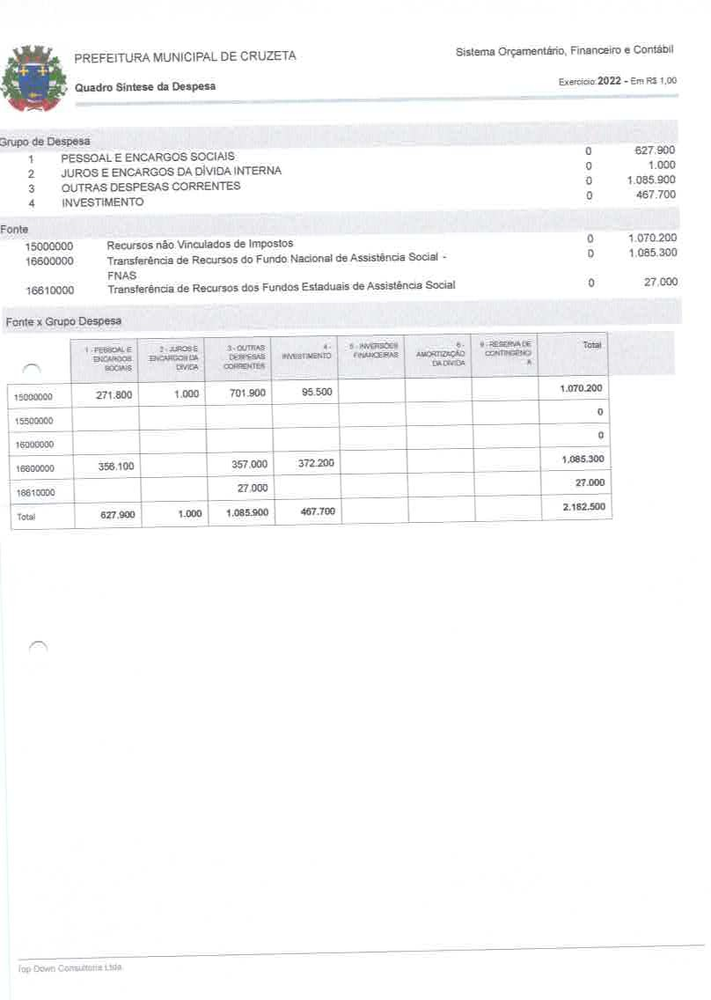 PREFEITURA MUNICIPAL DE CRUZETA
Sistema Orçamentário, Financeiro e Contábil
Quadro Síntese da Despesa
Exercício: 2022 - Em R$ 1,00
Grupo de Despesa
1 PESSOAL E ENCARGOS SOCIAIS 0 627.900
2 JUROS E ENCARGOS DA DÍVIDA INTERNA 0 1.000
3 OUTRAS DESPESAS CORRENTES 0 1.085.900
4 INVESTIMENTO 0 467.700
Fonte
15000000 Recursos não Vinculados de Impostos 0 1.070.200
16600000 Transferência de Recursos do Fundo Nacional de Assistência Social - 0 1.085.300
FNAS
16610000 Transferência de Recursos dos Fundos Estaduais de Assistência Social 0 27.000
Fonte x Grupo Despesa
1 - PESSOAL E ENCARGOS SOCIAIS 2 - JUROS E ENCARGOS DA DÍVIDA 3 - OUTRAS DESPESAS CORRENTES 4 - INVESTIMENTO 5 - INVERSÕES FINANCEIRAS 6 - AMORTIZAÇÃO DA DÍVIDA 9 - RESERVA DE CONTINGÊNCI A Total
15000000 271.800 1.000 701.900 95.500 1.070.200
15500000 0
16000000 0
16600000 356.100 357.000 372.200 1.085.300
16610000 27.000 27.000
Total 627.900 1.000 1.085.900 467.700 2.182.500
Top Down Consultoria Ltda